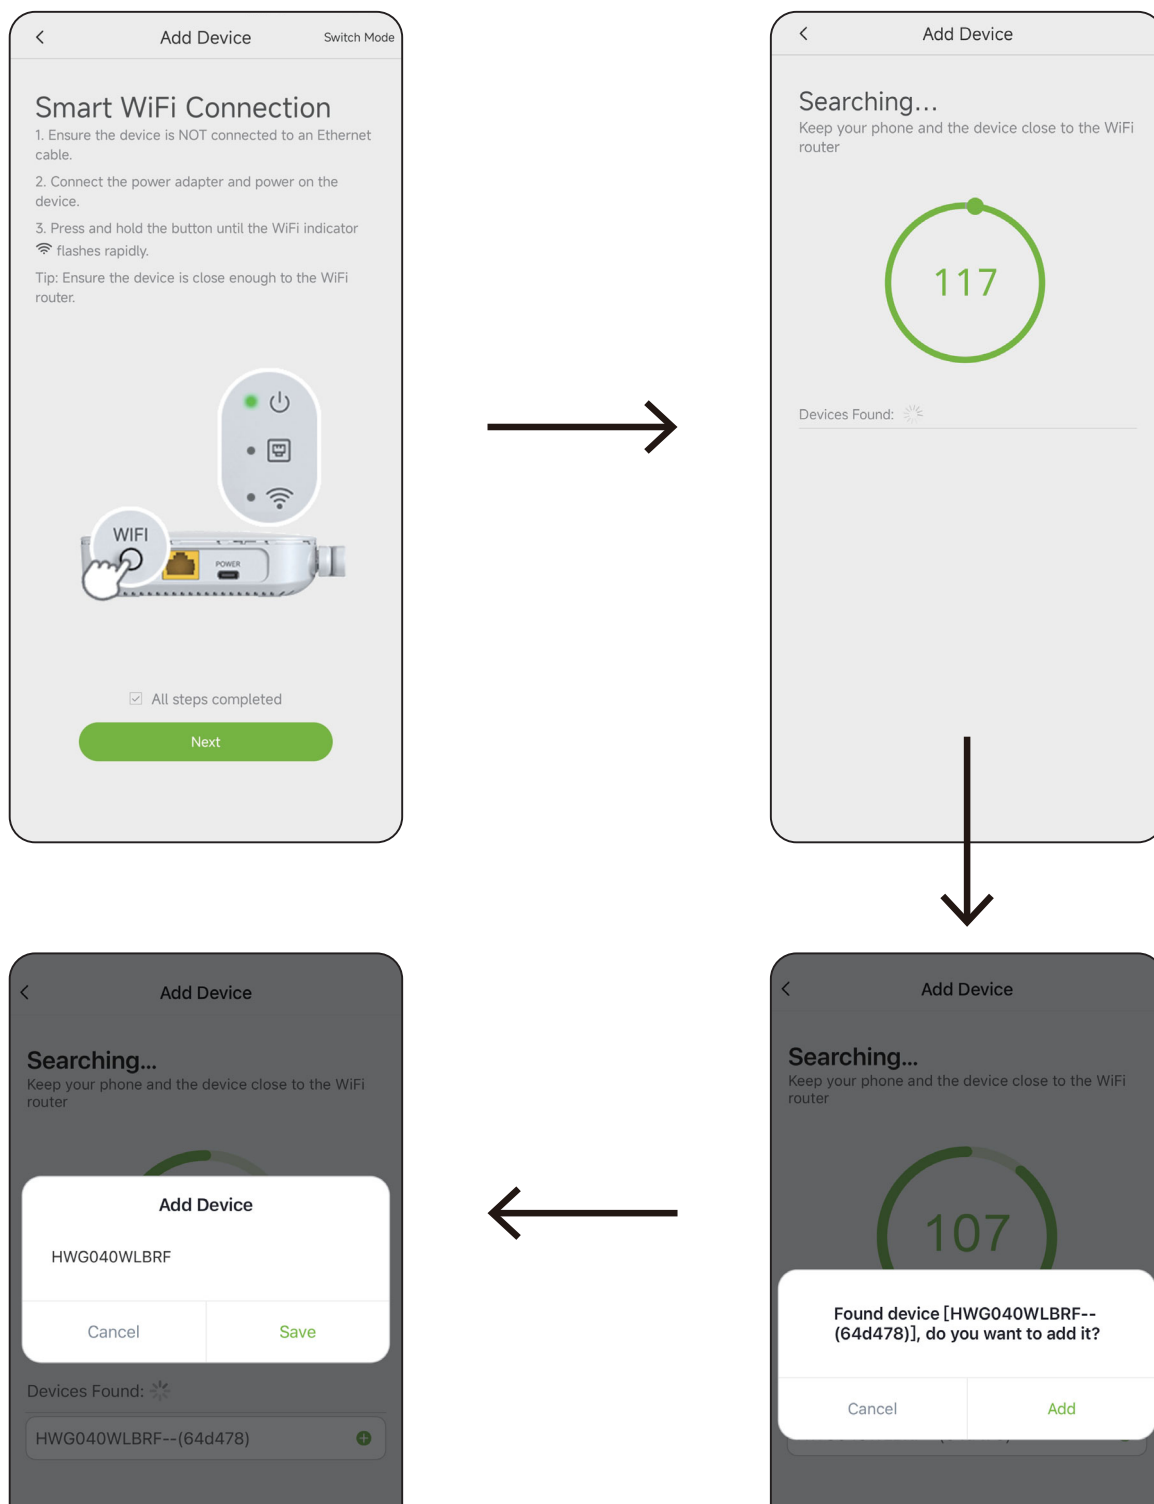 Add Device
Switch Mode
Smart WiFi Connection
1. Ensure the device is NOT connected to an Ethernet
cable.
2. Connect the power adapter and power on the
device.
3. Press and hold the button until the WiFi indicator
flashes rapidly.
Tip: Ensure the device is close enough to the WiFi
router.
WIFI
POWER
All steps completed
Next
Add Device
Searching...
Keep your phone and the device close to the WiFi
router
117
Devices Found:
Add Device
Searching...
Keep your phone and the device close to the WiFi
router
107
Found device [HWG040WLBRF--
(64d478)], do you want to add it?
Cancel
Add
Add Device
Searching...
Keep your phone and the device close to the WiFi
router
Add Device
HWG040WLBRF
Cancel
Save
Devices Found:
HWG040WLBRF--(64d478)